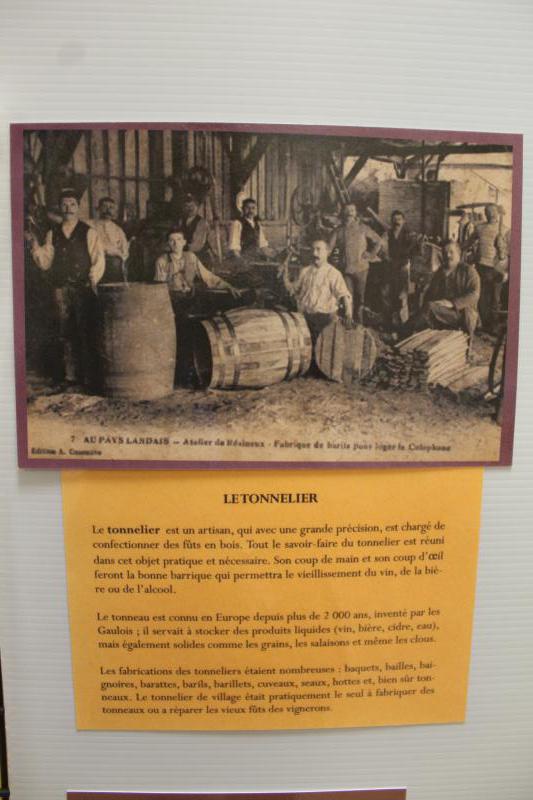 7 AU PAYS LANDAIS — Atelier de Résineux - Fabrique de barils pour loger la Colophane
Edition A. Cazenave
LE TONNELIER
Le tonnelier est un artisan, qui avec une grande précision, est chargé de
confectionner des fûts en bois. Tout le savoir-faire du tonnelier est réuni
dans cet objet pratique et nécessaire. Son coup de main et son coup d'œil
feront la bonne barrique qui permettra le vieillissement du vin, de la biè-
re ou de l'alcool.
Le tonneau est connu en Europe depuis plus de 2 000 ans, inventé par les
Gaulois ; il servait à stocker des produits liquides (vin, bière, cidre, eau),
mais également solides comme les grains, les salaisons et même les clous.
Les fabrications des tonneliers étaient nombreuses : baquets, bailles, bai-
gnoires, barattes, barils, barillets, cuveaux, seaux, hottes et, bien sûr ton-
neaux. Le tonnelier de village était pratiquement le seul à fabriquer des
tonneaux ou a réparer les vieux fûts des vignerons.